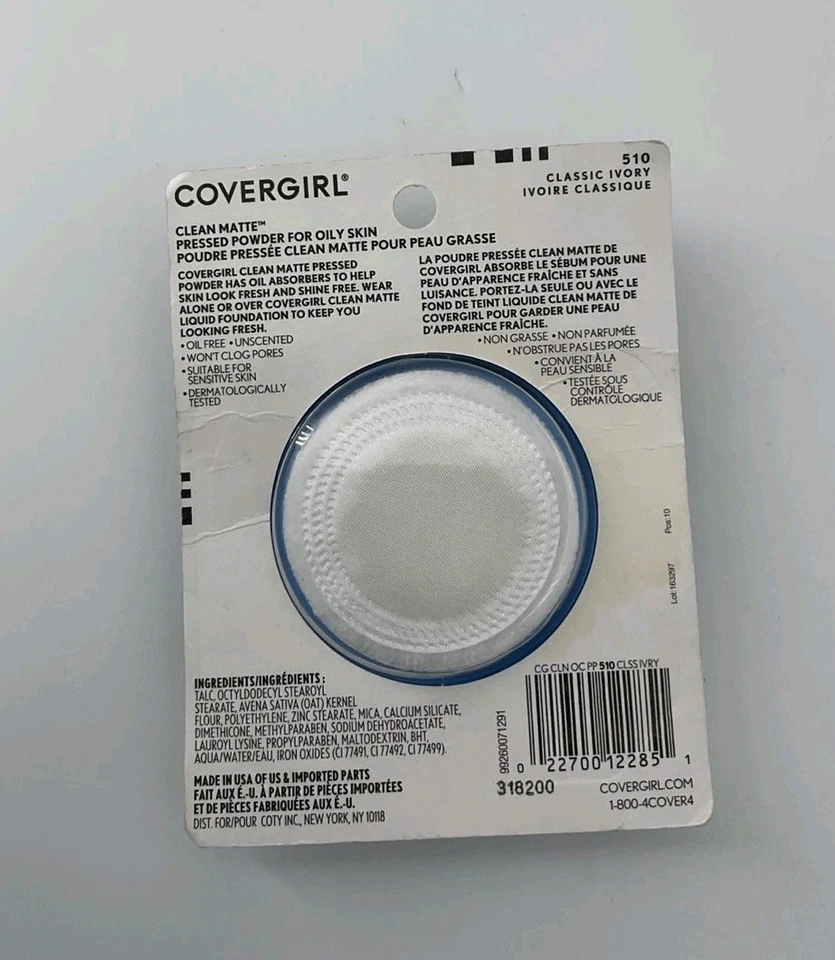 COVERGIRL®
510
CLASSIC IVORY
IVOIRE CLASSIQUE
CLEAN MATTE™
PRESSED POWDER FOR OILY SKIN
POUDRE PRESSÉE CLEAN MATTE POUR PEAU GRASSE
COVERGIRL CLEAN MATTE PRESSED
POWDER HAS OIL ABSORBERS TO HELP
SKIN LOOK FRESH AND SHINE FREE. WEAR
ALONE OR OVER COVERGIRL CLEAN MATTE
LIQUID FOUNDATION TO KEEP YOU
LOOKING FRESH.
• OIL FREE • UNSCENTED
• WON'T CLOG PORES
• SUITABLE FOR
SENSITIVE SKIN
• DERMATOLOGICALLY
TESTED
LA POUDRE PRESSÉE CLEAN MATTE DE
COVERGIRL ABSORBE LE SÉBUM POUR UNE
PEAU D'APPARENCE FRAÎCHE ET SANS
LUISANCE. PORTEZ-LA SEULE OU AVEC LE
FOND DE TEINT LIQUIDE CLEAN MATTE DE
COVERGIRL POUR GARDER UNE PEAU
D'APPARENCE FRAÎCHE.
• NON GRASSE • NON PARFUMÉE
• N'OBSTRUE PAS LES PORES
• CONVIENT À LA
PEAU SENSIBLE
• TESTÉE SOUS
CONTRÔLE
DERMATOLOGIQUE
Pos:10
Lot:163297
INGREDIENTS/INGRÉDIENTS :
TALC, OCTYLDODECYL STEAROYL
STEARATE, AVENA SATIVA (OAT) KERNEL
FLOUR, POLYETHYLENE, ZINC STEARATE, MICA, CALCIUM SILICATE,
DIMETHICONE, METHYLPARABEN, SODIUM DEHYDROACETATE,
LAUROYL LYSINE, PROPYLPARABEN, MALTODEXTRIN, BHT,
AQUA/WATER/EAU, IRON OXIDES (CI 77491, CI 77492, CI 77499).
MADE IN USA OF US & IMPORTED PARTS
FAIT AUX É.-U. À PARTIR DE PIÈCES IMPORTÉES
ET DE PIÈCES FABRIQUÉES AUX É.-U.
DIST. FOR/POUR COTY INC., NEW YORK, NY 10118
CG CLN OC PP 510 CLSS IVRY
99260071291
0 22700 12285 1
318200
COVERGIRL.COM
1-800-4COVER4